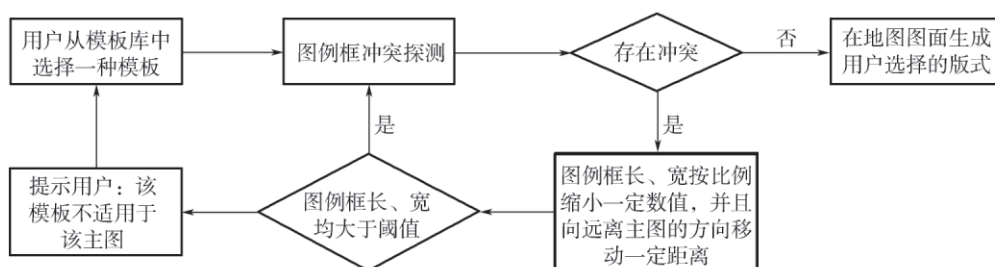 用户从模板库中
选择一种模板
图例框冲突探测
存在冲突
否
在地图图面生成
用户选择的版式
是
是
提示用户：该
模板不适用于
该主图
图例框长、宽
均大于阈值
图例框长、宽按比例
缩小一定数值，并且
向远离主图的方向移
动一定距离